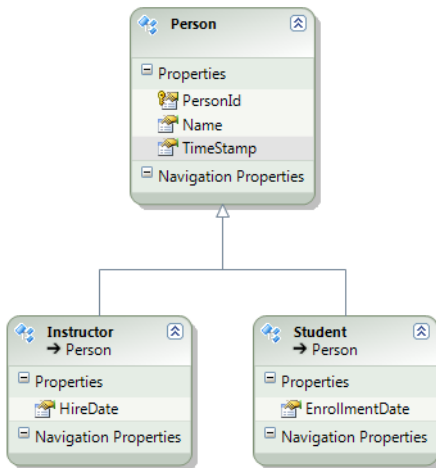 Person
Properties
PersonId
Name
TimeStamp
Navigation Properties
Instructor
→ Person
Properties
HireDate
Navigation Properties
Student
→ Person
Properties
EnrollmentDate
Navigation Properties